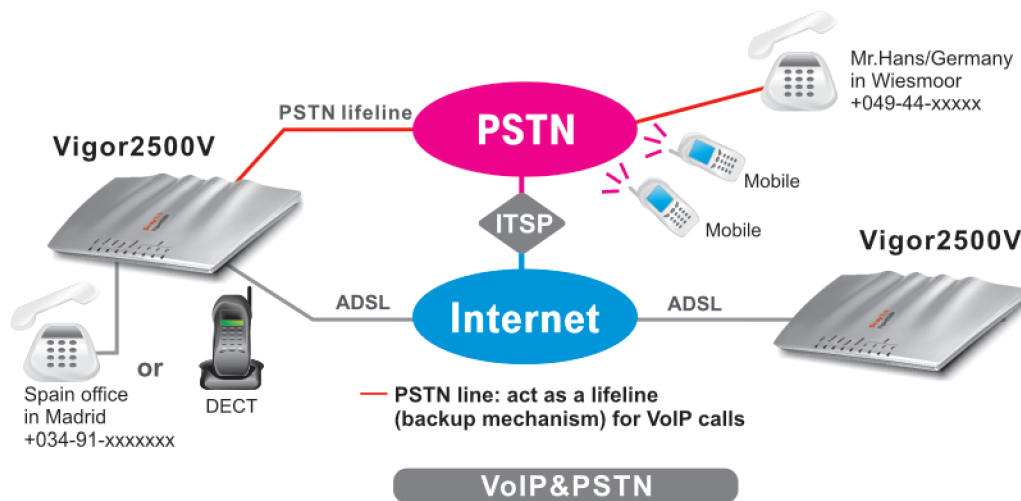 Mr.Hans/Germany
in Wiesmoor
+049-44-xxxxx
PSTN lifeline
PSTN
Vigor2500V
Mobile
Mobile
ITSP
Vigor2500V
ADSL
Internet
ADSL
or
Spain office
in Madrid
+034-91-xxxxxxx
DECT
PSTN line: act as a lifeline
(backup mechanism) for VoIP calls
VoIP&PSTN